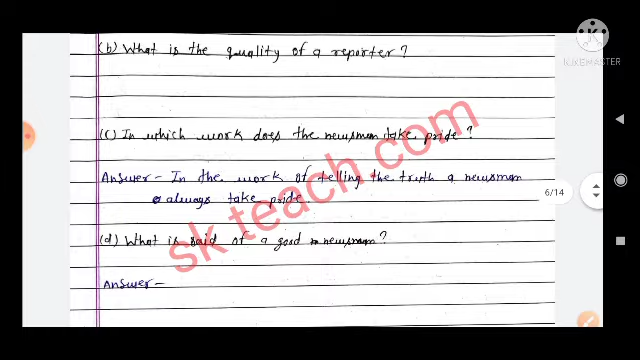 KINEMASTER
(b) What is the quality of a reporter?
(c) In which work does the newsman take pride?
Answer - In the work of telling the truth a newsman
always take pride.
6/14
(d) What is said of a good newsman?
Answer -
sk teach.com